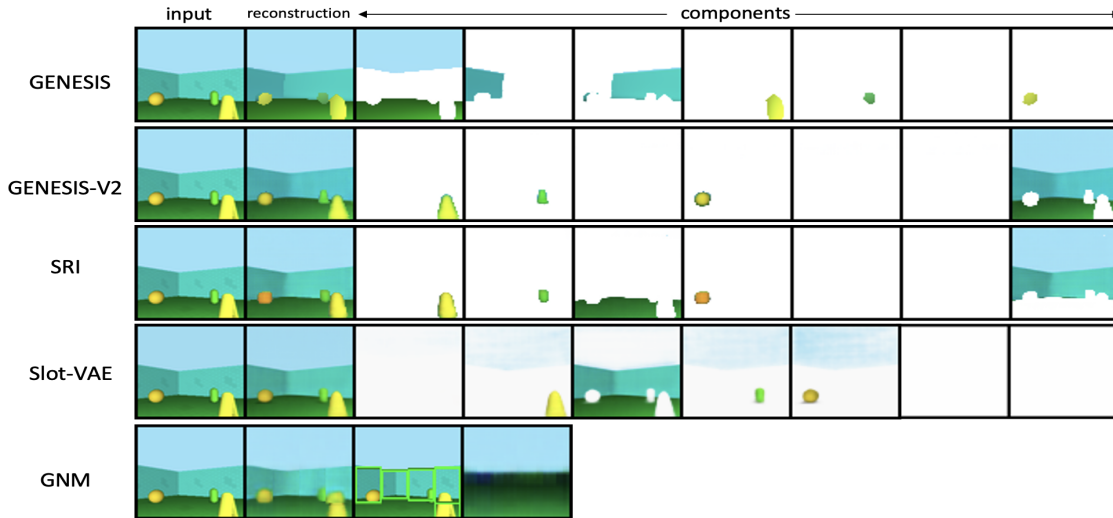 input reconstruction components
GENESIS
GENESIS-V2
SRI
Slot-VAE
GNM